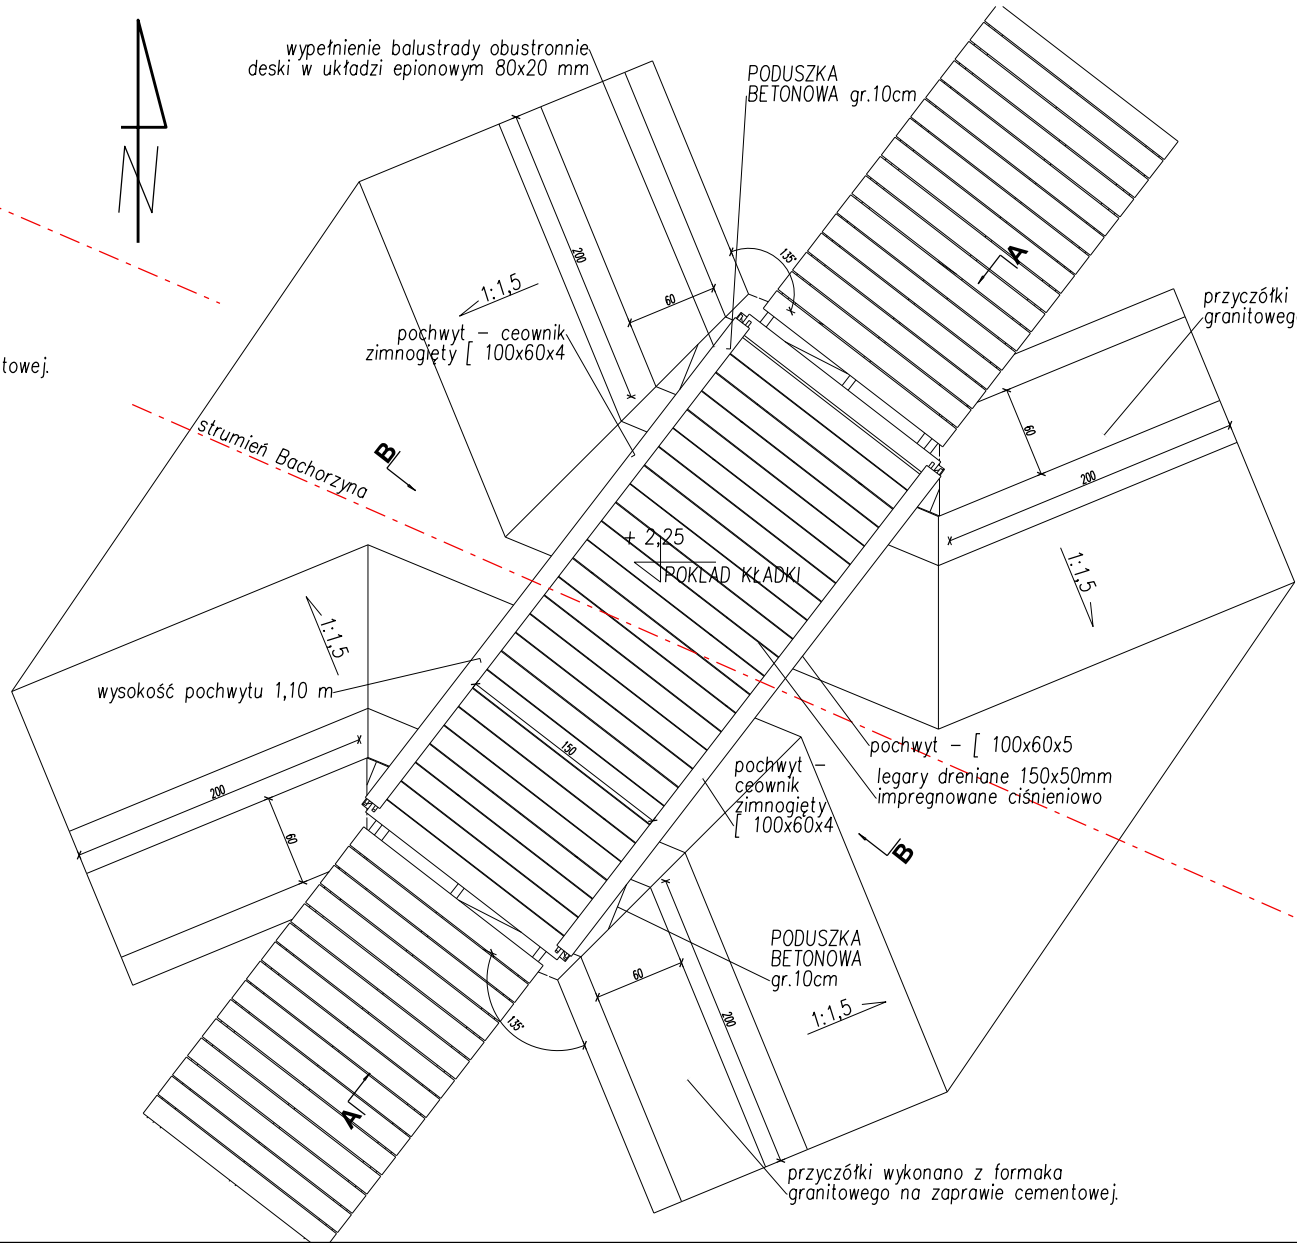 wypełnienie balustrady obustronnie
deski w układzi epionowym 80x20 mm
PODUSZKA
BETONOWA gr.10cm
N
200
1:1,5
60
135°
A
przyczółki
granitoweg
pochwyt - ceownik
zimnogięty [ 100x60x4
towej.
strumień Bachorzyna
B
60
200
+ 2,25
POKŁAD KŁADKI
1:1,5
1:1,5
wysokość pochwytu 1,10 m
150
pochwyt - [ 100x60x5
legary dreniane 150x50mm
impregnowane ciśnieniowo
pochwyt -
ceownik
zimnogięty
[ 100x60x4
200
60
B
PODUSZKA
BETONOWA
gr.10cm
60
200
1:1,5
135°
A
przyczółki wykonano z formaka
granitowego na zaprawie cementowej.